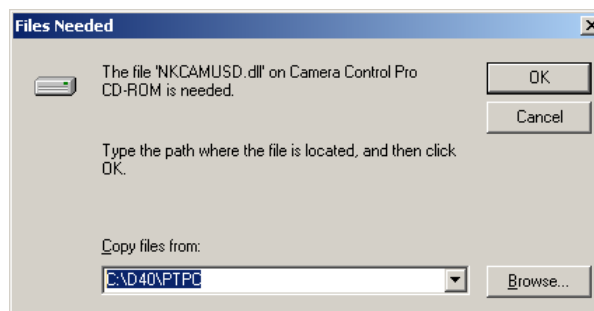 Files Needed
The file 'NKCAMUSD.dll' on Camera Control Pro
CD-ROM is needed.
OK
Cancel
Type the path where the file is located, and then click
OK.
Copy files from:
C:\D40\PTPC
Browse...